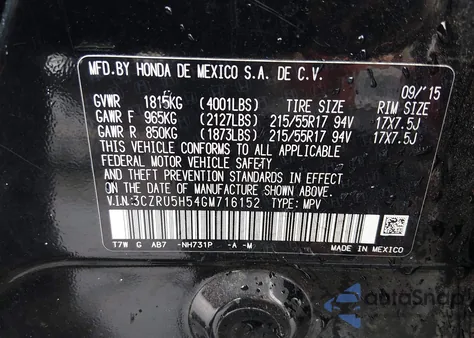 MFD.BY HONDA DE MEXICO S.A. DE C.V.
09/'15
GVWR 1815KG (4001LBS) TIRE SIZE RIM SIZE
GAWR F 965KG (2127LBS) 215/55R17 94V 17X7.5J
GAWR R 850KG (1873LBS) 215/55R17 94V 17X7.5J
THIS VEHICLE CONFORMS TO ALL APPLICABLE
FEDERAL MOTOR VEHICLE SAFETY
AND THEFT PREVENTION STANDARDS IN EFFECT ON
THE DATE OF MANUFACTURE SHOWN ABOVE.
V.I.N:3CZRU5H54GM716152 TYPE: MPV
T7W G AB7 -NH731P -A -M MADE IN MEXICO
autoSnap